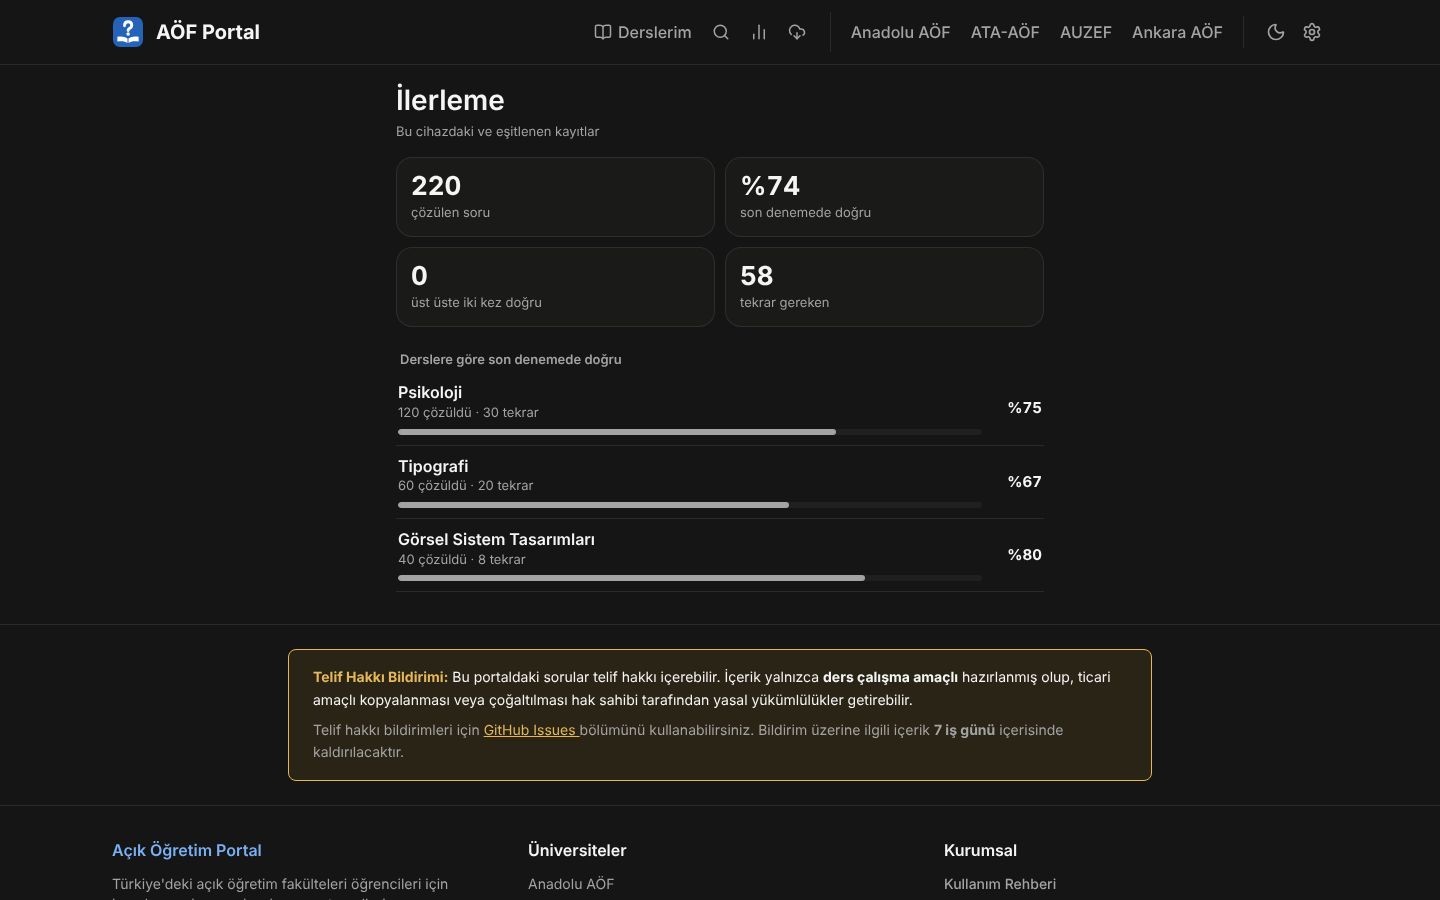 AÖF Portal
Derslerim
Anadolu AÖF
ATA-AÖF
AUZEF
Ankara AÖF
İlerleme
Bu cihazdaki ve eşitlenen kayıtlar
220
çözülen soru
%74
son denemede doğru
0
üst üste iki kez doğru
58
tekrar gereken
Derslere göre son denemede doğru
Psikoloji
120 çözüldü · 30 tekrar
%75
Tipografi
60 çözüldü · 20 tekrar
%67
Görsel Sistem Tasarımları
40 çözüldü · 8 tekrar
%80
Telif Hakkı Bildirimi: Bu portaldaki sorular telif hakkı içerebilir. İçerik yalnızca ders çalışma amaçlı hazırlanmış olup, ticari
amaçlı kopyalanması veya çoğaltılması hak sahibi tarafından yasal yükümlülükler getirebilir.
Telif hakkı bildirimleri için GitHub Issues bölümünü kullanabilirsiniz. Bildirim üzerine ilgili içerik 7 iş günü içerisinde
kaldırılacaktır.
Açık Öğretim Portal
Türkiye'deki açık öğretim fakülteleri öğrencileri için
Üniversiteler
Anadolu AÖF
Kurumsal
Kullanım Rehberi